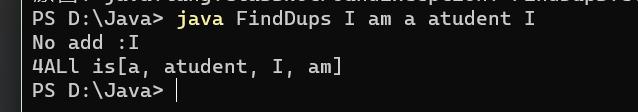 PS D:\Java> java FindDups I am a atudent I
No add :I
4ALl is[a, atudent, I, am]
PS D:\Java>